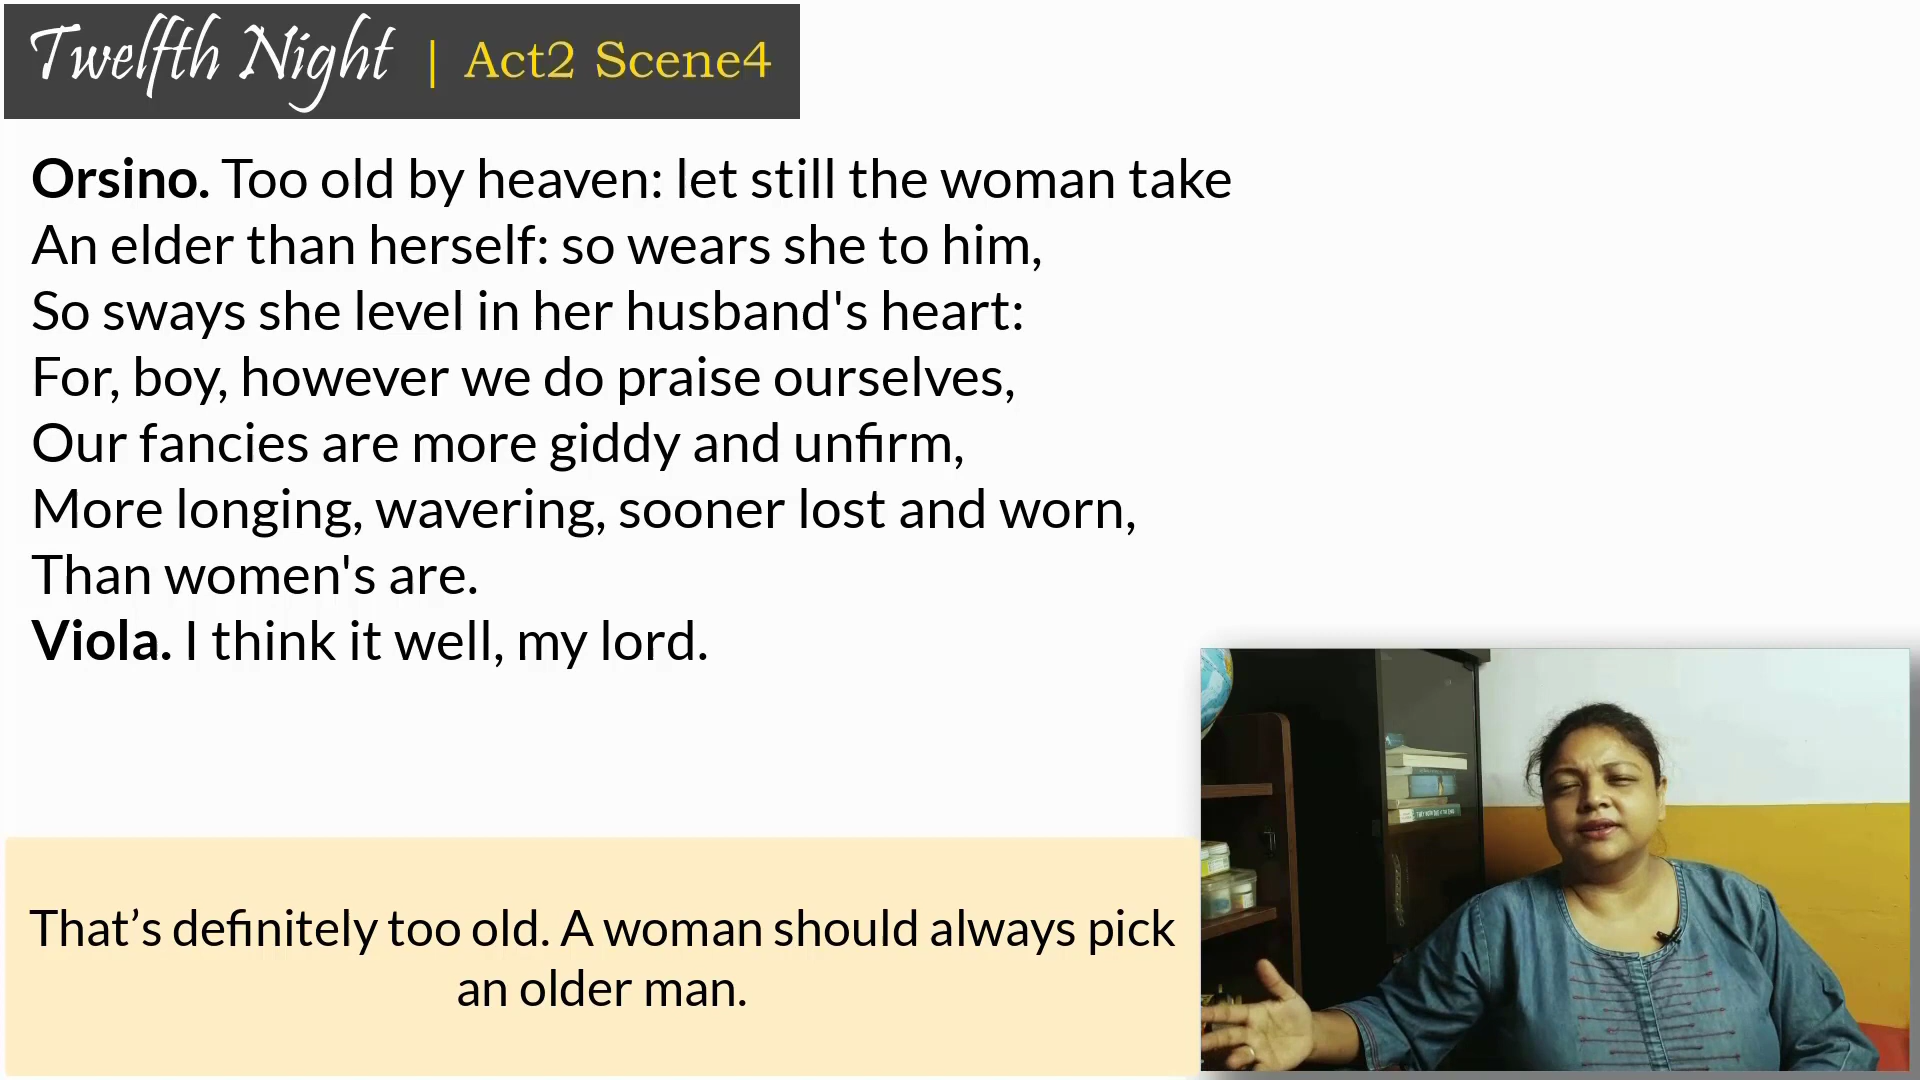 Twelfth Night | Act2 Scene4
Orsino. Too old by heaven: let still the woman take
An elder than herself: so wears she to him,
So sways she level in her husband's heart:
For, boy, however we do praise ourselves,
Our fancies are more giddy and unfirm,
More longing, wavering, sooner lost and worn,
Than women's are.
Viola. I think it well, my lord.
That’s definitely too old. A woman should always pick
an older man.